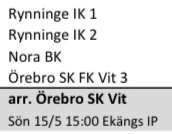 Rynninge IK 1
Rynninge IK 2
Nora BK
Örebro SK FK Vit 3
arr. Örebro SK Vit
Sön 15/5 15:00 Ekängs IP